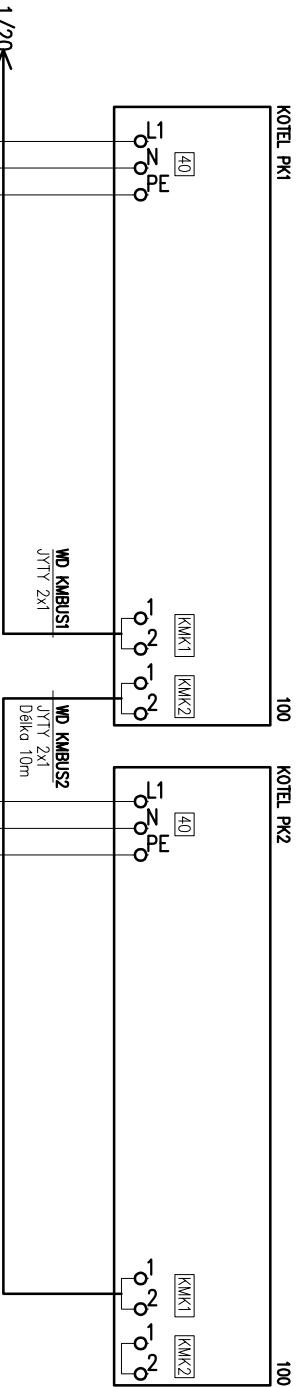 KOTEL PK1
100
L1
N
PE
40
1
2
KMK1
1
2
KMK2
WD KMBUS1
JYTY 2x1
WD KMBUS2
JYTY 2x1
Délka 10m
1/20
KOTEL PK2
100
L1
N
PE
40
1
2
KMK1
1
2
KMK2